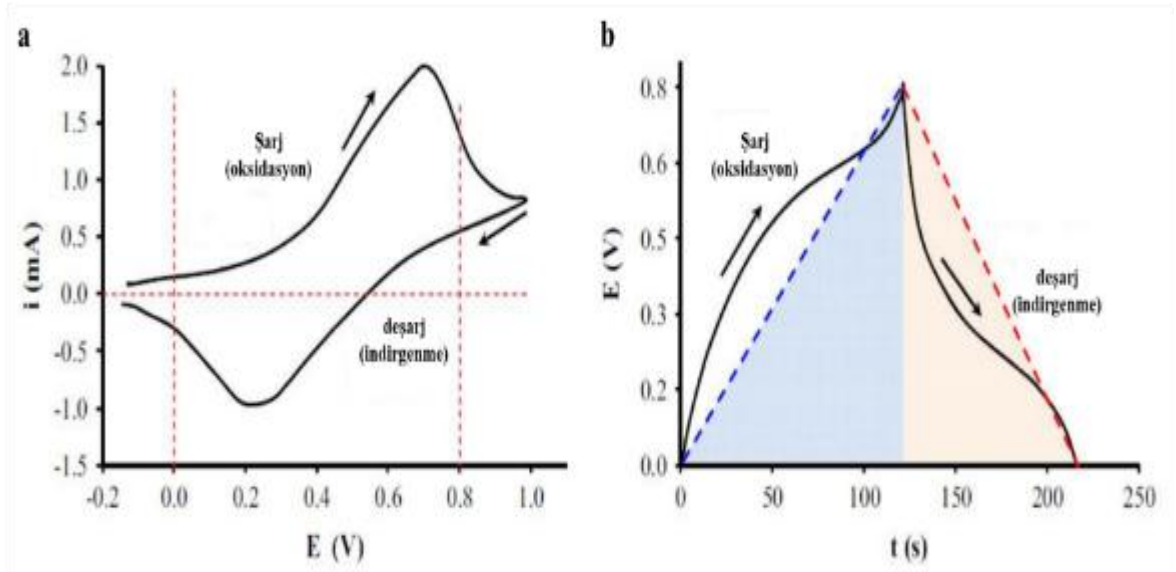 a
2.0
1.5
1.0
0.5
0.0
-0.5
-1.0
-1.5
i (mA)
Şarj
(oksidasyon)
deşarj
(indirgenme)
-0.2
0.0
0.2
0.4
0.6
0.8
1.0
E (V)
b
0.8
0.6
0.5
0.3
0.2
0.0
E (V)
Şarj
(oksidasyon)
deşarj
(indirgenme)
0
50
100
150
200
250
t (s)